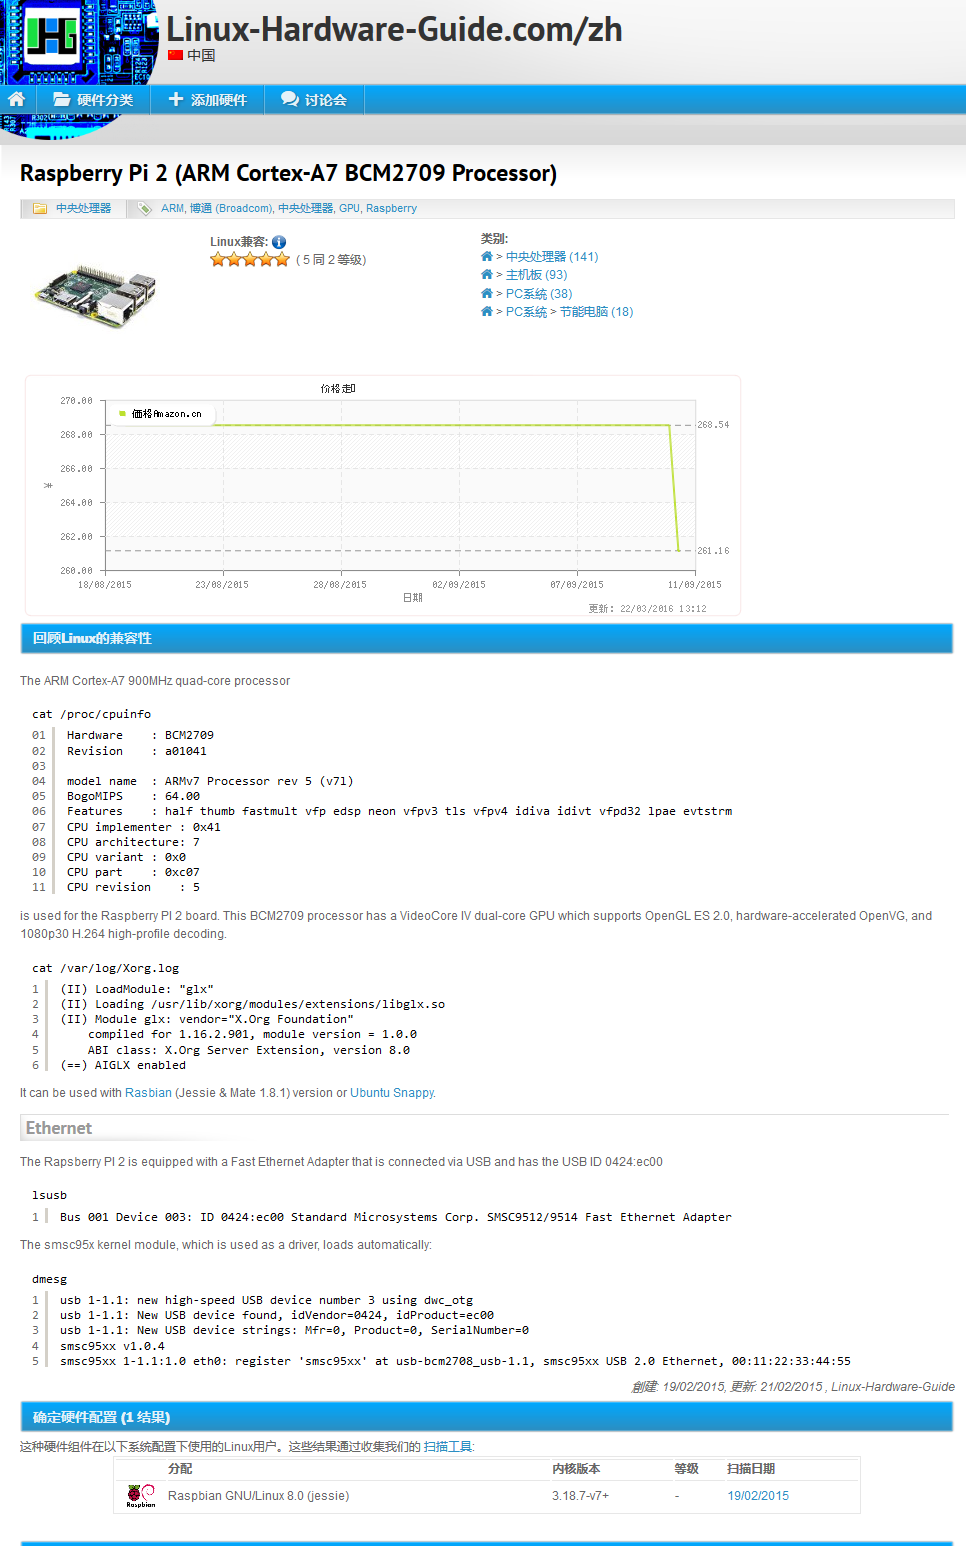 Linux-Hardware-Guide.com/zh
中国
硬件分类 添加硬件 讨论会
Raspberry Pi 2 (ARM Cortex-A7 BCM2709 Processor)
中央处理器 ARM, 博通 (Broadcom), 中央处理器, GPU, Raspberry
Linux兼容:
( 5 同 2 等级)
类别:
> 中央处理器 (141)
> 主机板 (93)
> PC系统 (38)
> PC系统 > 节能电脑 (18)
价格走
価格Amazon.cn
270.00
268.00
266.00
264.00
262.00
260.00
268.54
261.16
18/08/2015 23/08/2015 28/08/2015 02/09/2015 07/09/2015 11/09/2015
日期
更新: 22/03/2016 13:12
回顾Linux的兼容性
The ARM Cortex-A7 900MHz quad-core processor
cat /proc/cpuinfo
01 Hardware : BCM2709
02 Revision : a01041
03
04 model name : ARMv7 Processor rev 5 (v7l)
05 BogoMIPS : 64.00
06 Features : half thumb fastmult vfp edsp neon vfpv3 tls vfpv4 idiva idivt vfpd32 lpae evtstrm
07 CPU implementer : 0x41
08 CPU architecture: 7
09 CPU variant : 0x0
10 CPU part : 0xc07
11 CPU revision : 5
is used for the Raspberry PI 2 board. This BCM2709 processor has a VideoCore IV dual-core GPU which supports OpenGL ES 2.0, hardware-accelerated OpenVG, and
1080p30 H.264 high-profile decoding.
cat /var/log/Xorg.log
1 (II) LoadModule: "glx"
2 (II) Loading /usr/lib/xorg/modules/extensions/libglx.so
3 (II) Module glx: vendor="X.Org Foundation"
4 compiled for 1.16.2.901, module version = 1.0.0
5 ABI class: X.Org Server Extension, version 8.0
6 (==) AIGLX enabled
It can be used with Rasbian (Jessie & Mate 1.8.1) version or Ubuntu Snappy.
Ethernet
The Rapsberry PI 2 is equipped with a Fast Ethernet Adapter that is connected via USB and has the USB ID 0424:ec00
lsusb
1 Bus 001 Device 003: ID 0424:ec00 Standard Microsystems Corp. SMSC9512/9514 Fast Ethernet Adapter
The smsc95x kernel module, which is used as a driver, loads automatically:
dmesg
1 usb 1-1.1: new high-speed USB device number 3 using dwc_otg
2 usb 1-1.1: New USB device found, idVendor=0424, idProduct=ec00
3 usb 1-1.1: New USB device strings: Mfr=0, Product=0, SerialNumber=0
4 smsc95xx v1.0.4
5 smsc95xx 1-1.1:1.0 eth0: register 'smsc95xx' at usb-bcm2708_usb-1.1, smsc95xx USB 2.0 Ethernet, 00:11:22:33:44:55
創建: 19/02/2015, 更新: 21/02/2015 , Linux-Hardware-Guide
确定硬件配置 (1 结果)
这种硬件组件在以下系统配置下使用的Linux用户。这些结果通过收集我们的 扫描工具:
分配 内核版本 等级 扫描日期
Raspbian Raspbian GNU/Linux 8.0 (jessie) 3.18.7-v7+ - 19/02/2015